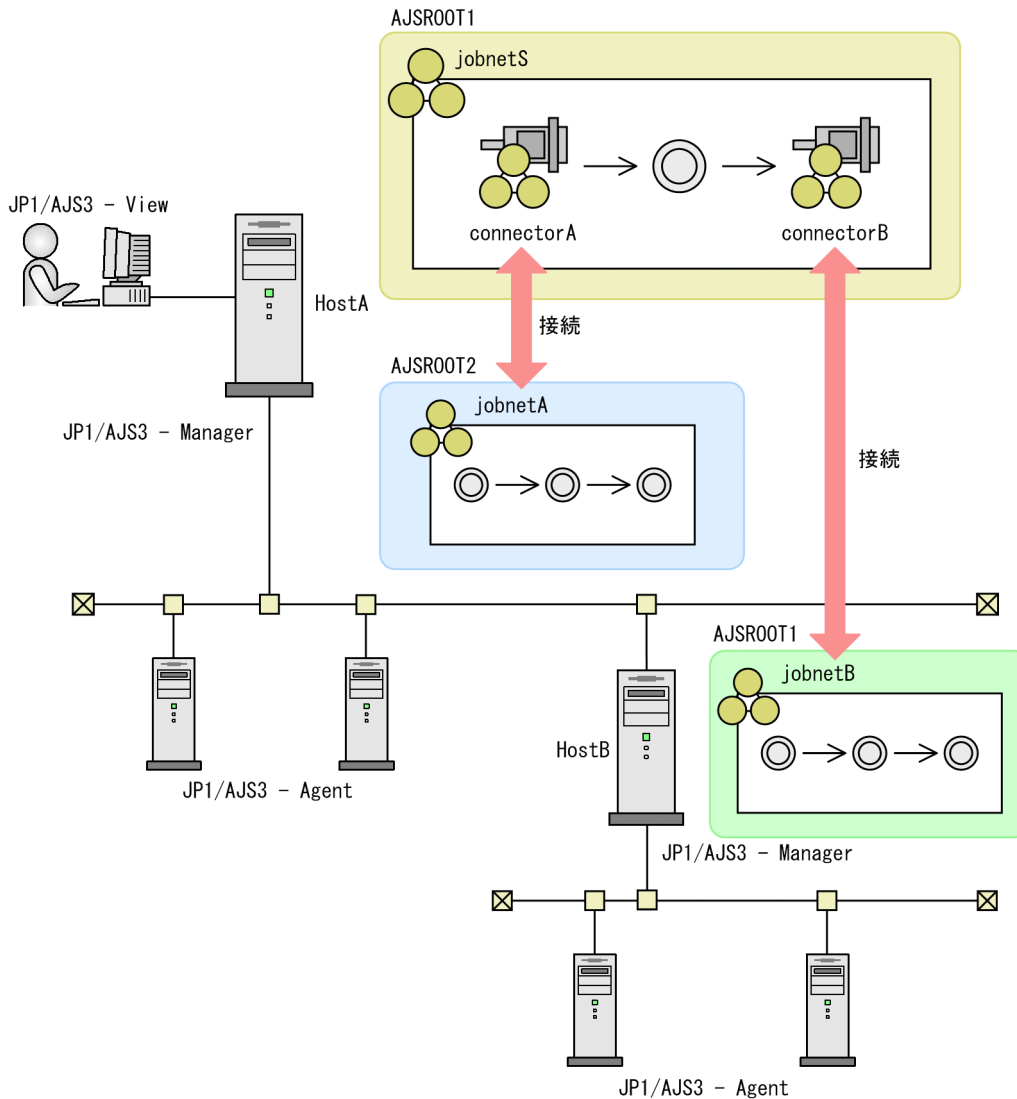 AJSROOT1
jobnetS
connectorA
connectorB
JP1/AJS3 − View
HostA
接続
AJSROOT2
jobnetA
JP1/AJS3 − Manager
接続
AJSROOT1
jobnetB
HostB
JP1/AJS3 − Agent
JP1/AJS3 − Manager
JP1/AJS3 − Agent